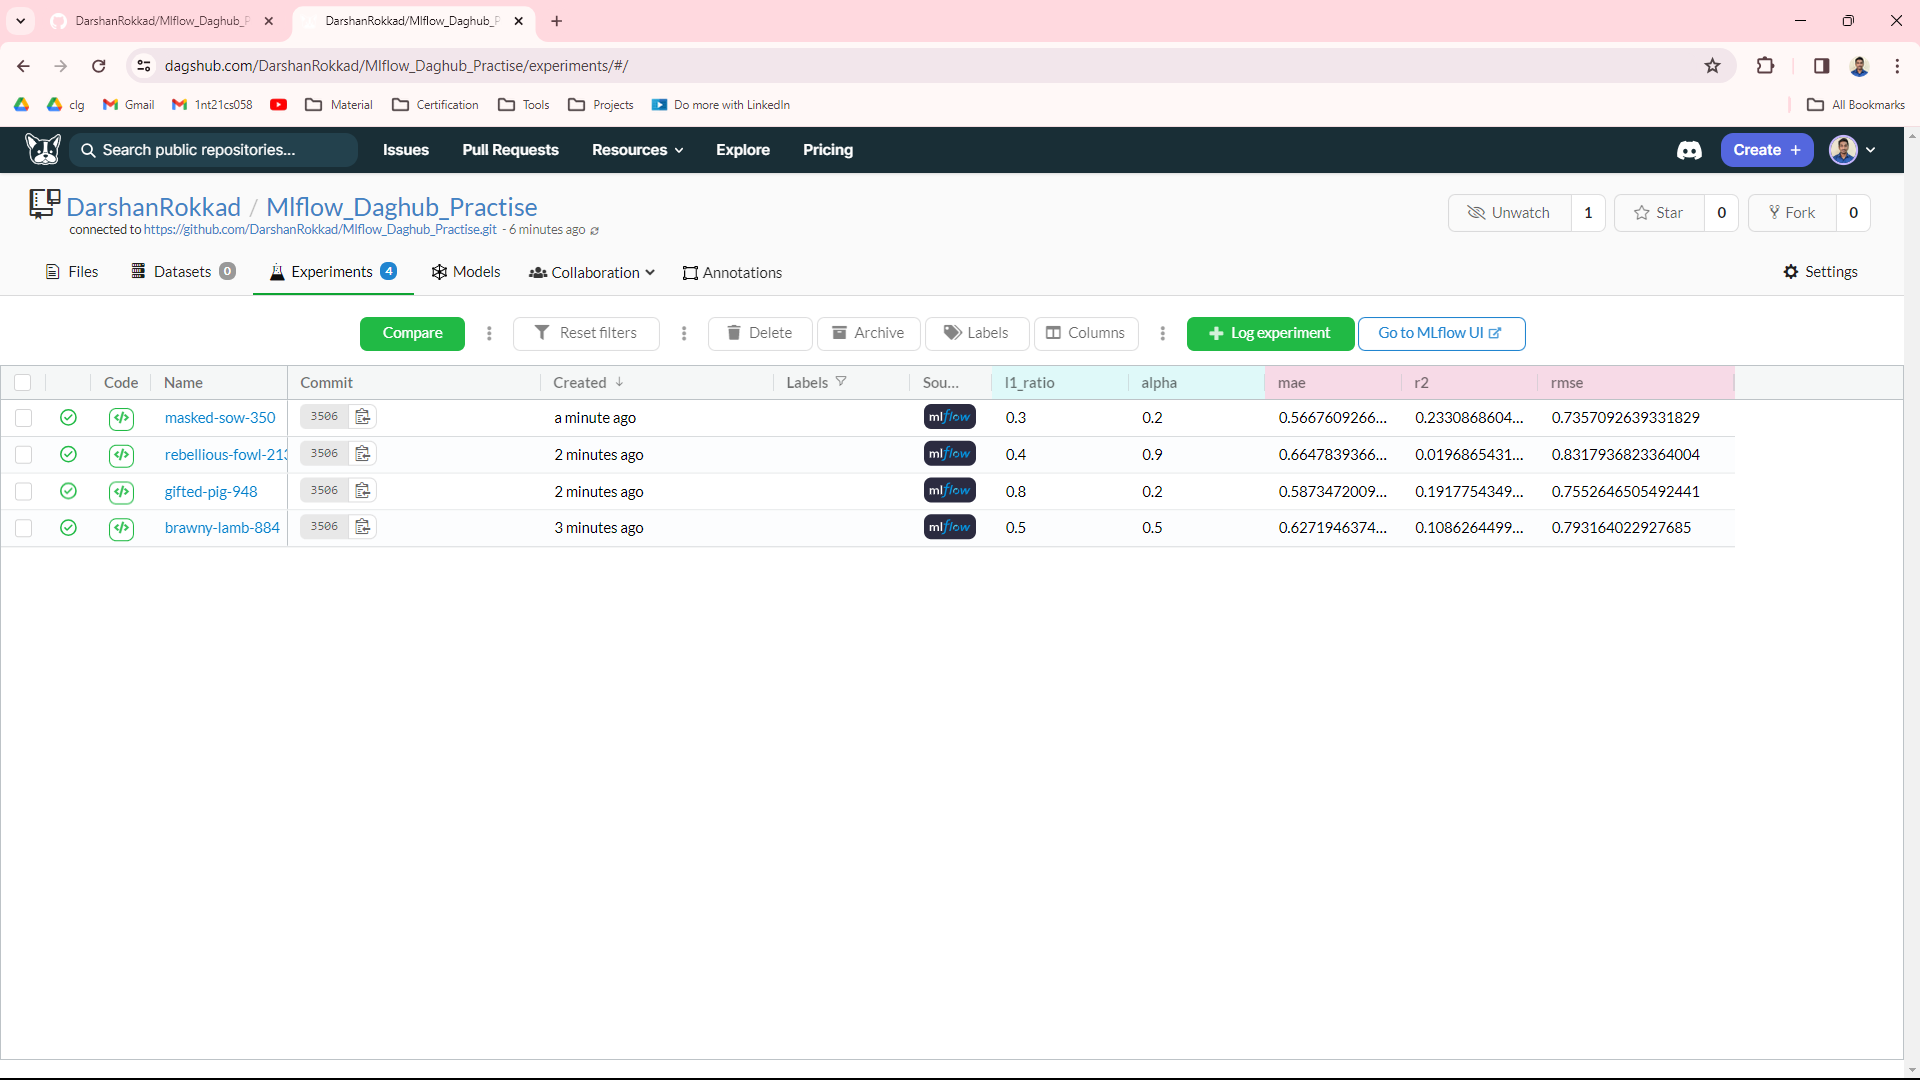 DarshanRokkad/Mlflow_Daghub_P
DarshanRokkad/Mlflow_Daghub_P
dagshub.com/DarshanRokkad/Mlflow_Daghub_Practise/experiments/#/
clg Gmail 1nt21cs058 Material Certification Tools Projects Do more with LinkedIn All Bookmarks
Search public repositories... Issues Pull Requests Resources Explore Pricing Create +
DarshanRokkad / Mlflow_Daghub_Practise Unwatch 1 Star 0 Fork 0
connected to https://github.com/DarshanRokkad/Mlflow_Daghub_Practise.git - 6 minutes ago
Files Datasets 0 Experiments 4 Models Collaboration Annotations Settings
Compare Reset filters Delete Archive Labels Columns Log experiment Go to MLflow UI
Code Name Commit Created Labels Sou... l1_ratio alpha mae r2 rmse
masked-sow-350 3506 a minute ago mlflow 0.3 0.2 0.5667609266... 0.2330868604... 0.7357092639331829
rebellious-fowl-213 3506 2 minutes ago mlflow 0.4 0.9 0.6647839366... 0.0196865431... 0.8317936823364004
gifted-pig-948 3506 2 minutes ago mlflow 0.8 0.2 0.5873472009... 0.1917754349... 0.7552646505492441
brawny-lamb-884 3506 3 minutes ago mlflow 0.5 0.5 0.6271946374... 0.1086264499... 0.793164022927685